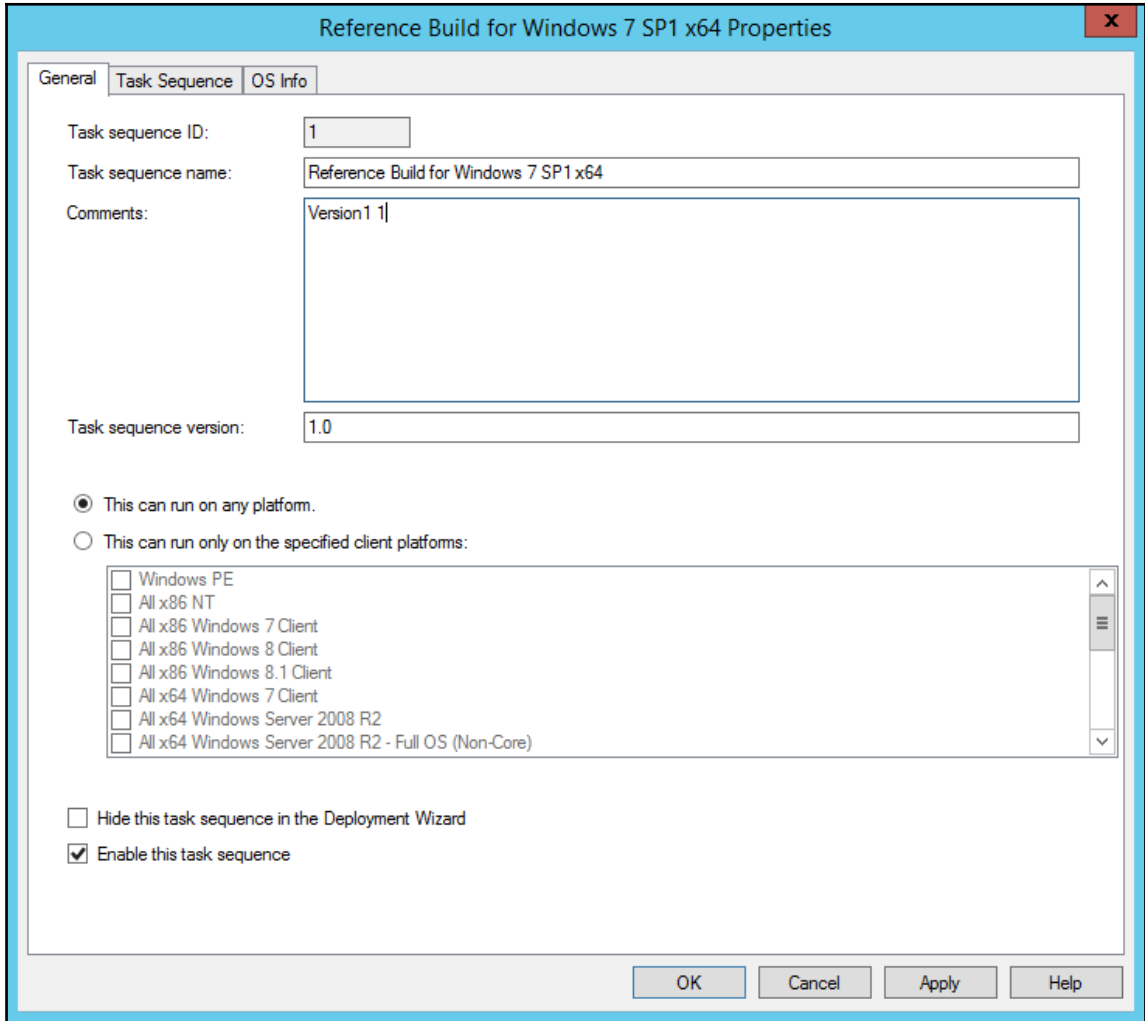 Reference Build for Windows 7 SP1 x64 Properties
x
General Task Sequence OS Info
Task sequence ID: 1
Task sequence name: Reference Build for Windows 7 SP1 x64
Comments: Version1 1
Task sequence version: 1.0
This can run on any platform.
This can run only on the specified client platforms:
Windows PE
All x86 NT
All x86 Windows 7 Client
All x86 Windows 8 Client
All x86 Windows 8.1 Client
All x64 Windows 7 Client
All x64 Windows Server 2008 R2
All x64 Windows Server 2008 R2 - Full OS (Non-Core)
Hide this task sequence in the Deployment Wizard
Enable this task sequence
OK Cancel Apply Help